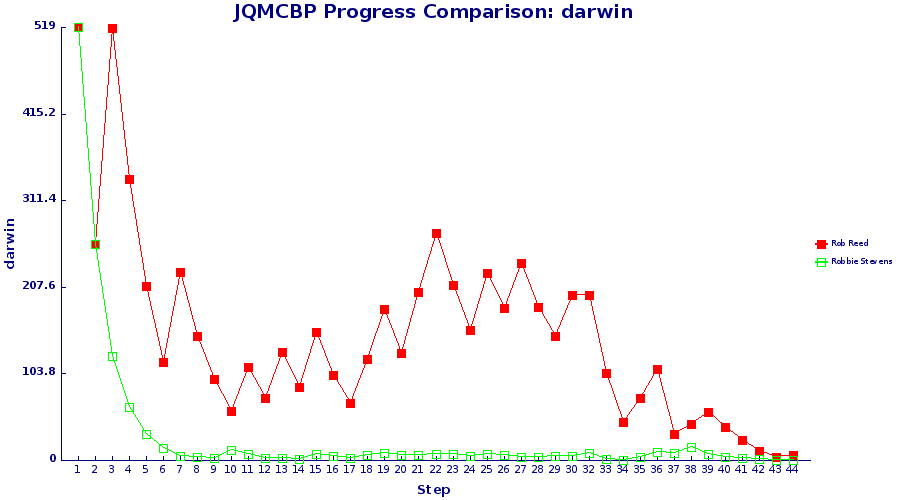 JQMCBP Progress Comparison: darwin
519
415.2
311.4
207.6
103.8
0
darwin
1 2 3 4 5 6 7 8 9 10 11 12 13 14 15 16 17 18 19 20 21 22 23 24 25 26 27 28 29 30 31 32 33 34 35 36 37 38 39 40 41 42 43 44
Step
Rob Reed
Robbie Stevens